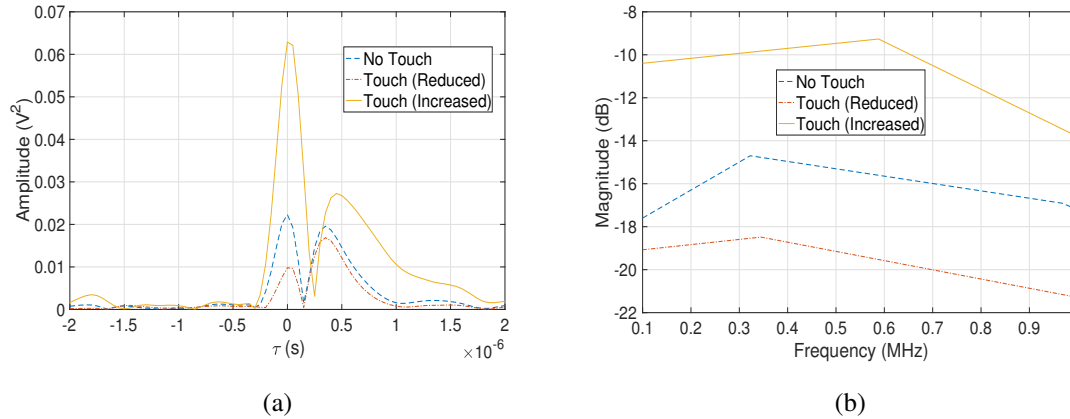 0.07
0.06
0.05
0.04
0.03
0.02
0.01
0
Amplitude (V²)
No Touch
Touch (Reduced)
Touch (Increased)
-2 -1.5 -1 -0.5 0 0.5 1 1.5 2
τ (s)
×10⁻⁶
(a)
-8
-10
-12
-14
-16
-18
-20
-22
Magnitude (dB)
No Touch
Touch (Reduced)
Touch (Increased)
0.1 0.2 0.3 0.4 0.5 0.6 0.7 0.8 0.9
Frequency (MHz)
(b)